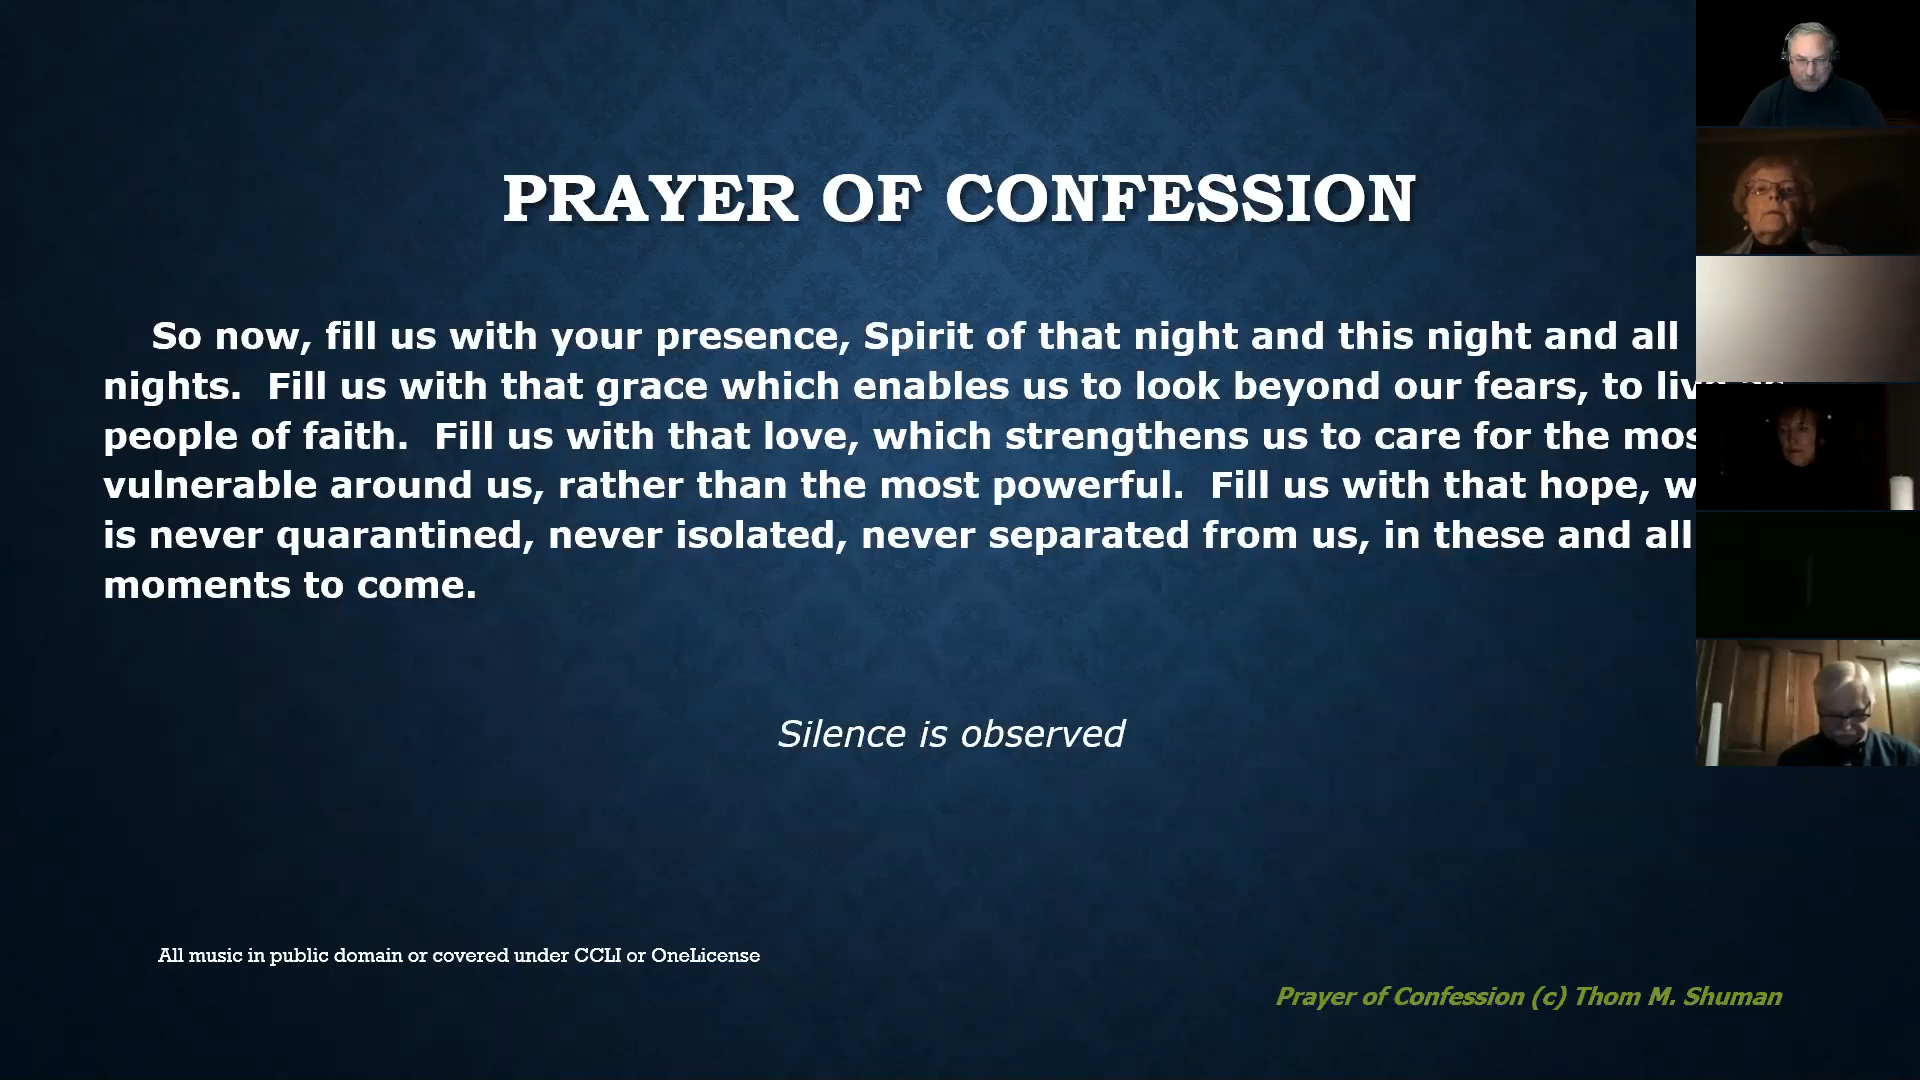 PRAYER OF CONFESSION
So now, fill us with your presence, Spirit of that night and this night and all
nights. Fill us with that grace which enables us to look beyond our fears, to
people of faith. Fill us with that love, which strengthens us to care for the
vulnerable around us, rather than the most powerful. Fill us with that hope,
is never quarantined, never isolated, never separated from us, in these and all
moments to come.
Silence is observed
All music in public domain or covered under CCLI or OneLicense
Prayer of Confession (c) Thom M. Shuman